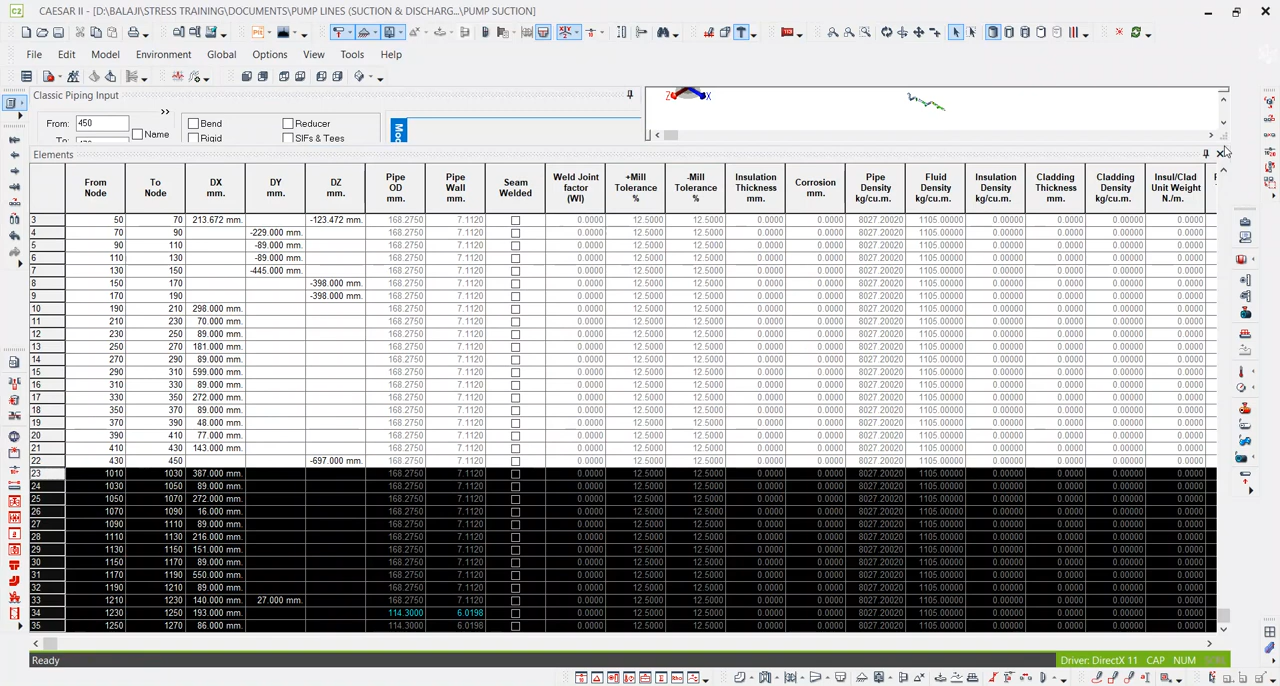 C2 CAESAR II - [D:\BALAJI\STRESS TRAINING\DOCUMENTS\PUMP LINES (SUCTION & DISCHARG...\PUMP SUCTION]
File Edit Model Environment Global Options View Tools Help
Classic Piping Input
From: 450 Name Bend Reducer
To: Rigid SIFs & Tees
Z X
Elements
From Node To Node DX mm. DY mm. DZ mm. Pipe OD mm. Pipe Wall mm. Seam Welded Weld Joint factor (WI) +Mill Tolerance % -Mill Tolerance % Insulation Thickness mm. Corrosion mm. Pipe Density kg/cu.m. Fluid Density kg/cu.m. Insulation Density kg/cu.m. Cladding Thickness mm. Cladding Density kg/cu.m. Insul/Clad Unit Weight N./m.
3 50 70 213.672 mm. -123.472 mm. 168.2750 7.1120 0.0000 12.5000 12.5000 0.0000 0.0000 8027.20020 1105.00000 0.00000 0.0000 0.00000 0.0000
4 70 90 -229.000 mm. 168.2750 7.1120 0.0000 12.5000 12.5000 0.0000 0.0000 8027.20020 1105.00000 0.00000 0.0000 0.00000 0.0000
5 90 110 -89.000 mm. 168.2750 7.1120 0.0000 12.5000 12.5000 0.0000 0.0000 8027.20020 1105.00000 0.00000 0.0000 0.00000 0.0000
6 110 130 -89.000 mm. 168.2750 7.1120 0.0000 12.5000 12.5000 0.0000 0.0000 8027.20020 1105.00000 0.00000 0.0000 0.00000 0.0000
7 130 150 -445.000 mm. 168.2750 7.1120 0.0000 12.5000 12.5000 0.0000 0.0000 8027.20020 1105.00000 0.00000 0.0000 0.00000 0.0000
8 150 170 -398.000 mm. 168.2750 7.1120 0.0000 12.5000 12.5000 0.0000 0.0000 8027.20020 1105.00000 0.00000 0.0000 0.00000 0.0000
9 170 190 -398.000 mm. 168.2750 7.1120 0.0000 12.5000 12.5000 0.0000 0.0000 8027.20020 1105.00000 0.00000 0.0000 0.00000 0.0000
10 190 210 298.000 mm. 168.2750 7.1120 0.0000 12.5000 12.5000 0.0000 0.0000 8027.20020 1105.00000 0.00000 0.0000 0.00000 0.0000
11 210 230 70.000 mm. 168.2750 7.1120 0.0000 12.5000 12.5000 0.0000 0.0000 8027.20020 1105.00000 0.00000 0.0000 0.00000 0.0000
12 230 250 89.000 mm. 168.2750 7.1120 0.0000 12.5000 12.5000 0.0000 0.0000 8027.20020 1105.00000 0.00000 0.0000 0.00000 0.0000
13 250 270 181.000 mm. 168.2750 7.1120 0.0000 12.5000 12.5000 0.0000 0.0000 8027.20020 1105.00000 0.00000 0.0000 0.00000 0.0000
14 270 290 89.000 mm. 168.2750 7.1120 0.0000 12.5000 12.5000 0.0000 0.0000 8027.20020 1105.00000 0.00000 0.0000 0.00000 0.0000
15 290 310 599.000 mm. 168.2750 7.1120 0.0000 12.5000 12.5000 0.0000 0.0000 8027.20020 1105.00000 0.00000 0.0000 0.00000 0.0000
16 310 330 89.000 mm. 168.2750 7.1120 0.0000 12.5000 12.5000 0.0000 0.0000 8027.20020 1105.00000 0.00000 0.0000 0.00000 0.0000
17 330 350 272.000 mm. 168.2750 7.1120 0.0000 12.5000 12.5000 0.0000 0.0000 8027.20020 1105.00000 0.00000 0.0000 0.00000 0.0000
18 350 370 89.000 mm. 168.2750 7.1120 0.0000 12.5000 12.5000 0.0000 0.0000 8027.20020 1105.00000 0.00000 0.0000 0.00000 0.0000
19 370 390 48.000 mm. 168.2750 7.1120 0.0000 12.5000 12.5000 0.0000 0.0000 8027.20020 1105.00000 0.00000 0.0000 0.00000 0.0000
20 390 410 77.000 mm. 168.2750 7.1120 0.0000 12.5000 12.5000 0.0000 0.0000 8027.20020 1105.00000 0.00000 0.0000 0.00000 0.0000
21 410 430 143.000 mm. 168.2750 7.1120 0.0000 12.5000 12.5000 0.0000 0.0000 8027.20020 1105.00000 0.00000 0.0000 0.00000 0.0000
22 430 450 -697.000 mm. 168.2750 7.1120 0.0000 12.5000 12.5000 0.0000 0.0000 8027.20020 1105.00000 0.00000 0.0000 0.00000 0.0000
23 1010 1030 387.000 mm. 168.2750 7.1120 0.0000 12.5000 12.5000 0.0000 0.0000 8027.20020 1105.00000 0.00000 0.0000 0.00000 0.0000
24 1030 1050 89.000 mm. 168.2750 7.1120 0.0000 12.5000 12.5000 0.0000 0.0000 8027.20020 1105.00000 0.00000 0.0000 0.00000 0.0000
25 1050 1070 272.000 mm. 168.2750 7.1120 0.0000 12.5000 12.5000 0.0000 0.0000 8027.20020 1105.00000 0.00000 0.0000 0.00000 0.0000
26 1070 1090 16.000 mm. 168.2750 7.1120 0.0000 12.5000 12.5000 0.0000 0.0000 8027.20020 1105.00000 0.00000 0.0000 0.00000 0.0000
27 1090 1110 89.000 mm. 168.2750 7.1120 0.0000 12.5000 12.5000 0.0000 0.0000 8027.20020 1105.00000 0.00000 0.0000 0.00000 0.0000
28 1110 1130 216.000 mm. 168.2750 7.1120 0.0000 12.5000 12.5000 0.0000 0.0000 8027.20020 1105.00000 0.00000 0.0000 0.00000 0.0000
29 1130 1150 151.000 mm. 168.2750 7.1120 0.0000 12.5000 12.5000 0.0000 0.0000 8027.20020 1105.00000 0.00000 0.0000 0.00000 0.0000
30 1150 1170 89.000 mm. 168.2750 7.1120 0.0000 12.5000 12.5000 0.0000 0.0000 8027.20020 1105.00000 0.00000 0.0000 0.00000 0.0000
31 1170 1190 550.000 mm. 168.2750 7.1120 0.0000 12.5000 12.5000 0.0000 0.0000 8027.20020 1105.00000 0.00000 0.0000 0.00000 0.0000
32 1190 1210 89.000 mm. 168.2750 7.1120 0.0000 12.5000 12.5000 0.0000 0.0000 8027.20020 1105.00000 0.00000 0.0000 0.00000 0.0000
33 1210 1230 140.000 mm. 27.000 mm. 168.2750 7.1120 0.0000 12.5000 12.5000 0.0000 0.0000 8027.20020 1105.00000 0.00000 0.0000 0.00000 0.0000
34 1230 1250 193.000 mm. 114.3000 6.0198 0.0000 12.5000 12.5000 0.0000 0.0000 8027.20020 1105.00000 0.00000 0.0000 0.00000 0.0000
35 1250 1270 86.000 mm. 114.3000 6.0198 0.0000 12.5000 12.5000 0.0000 0.0000 8027.20020 1105.00000 0.00000 0.0000 0.00000 0.0000
Ready Driver: DirectX 11 CAP NUM SCRL